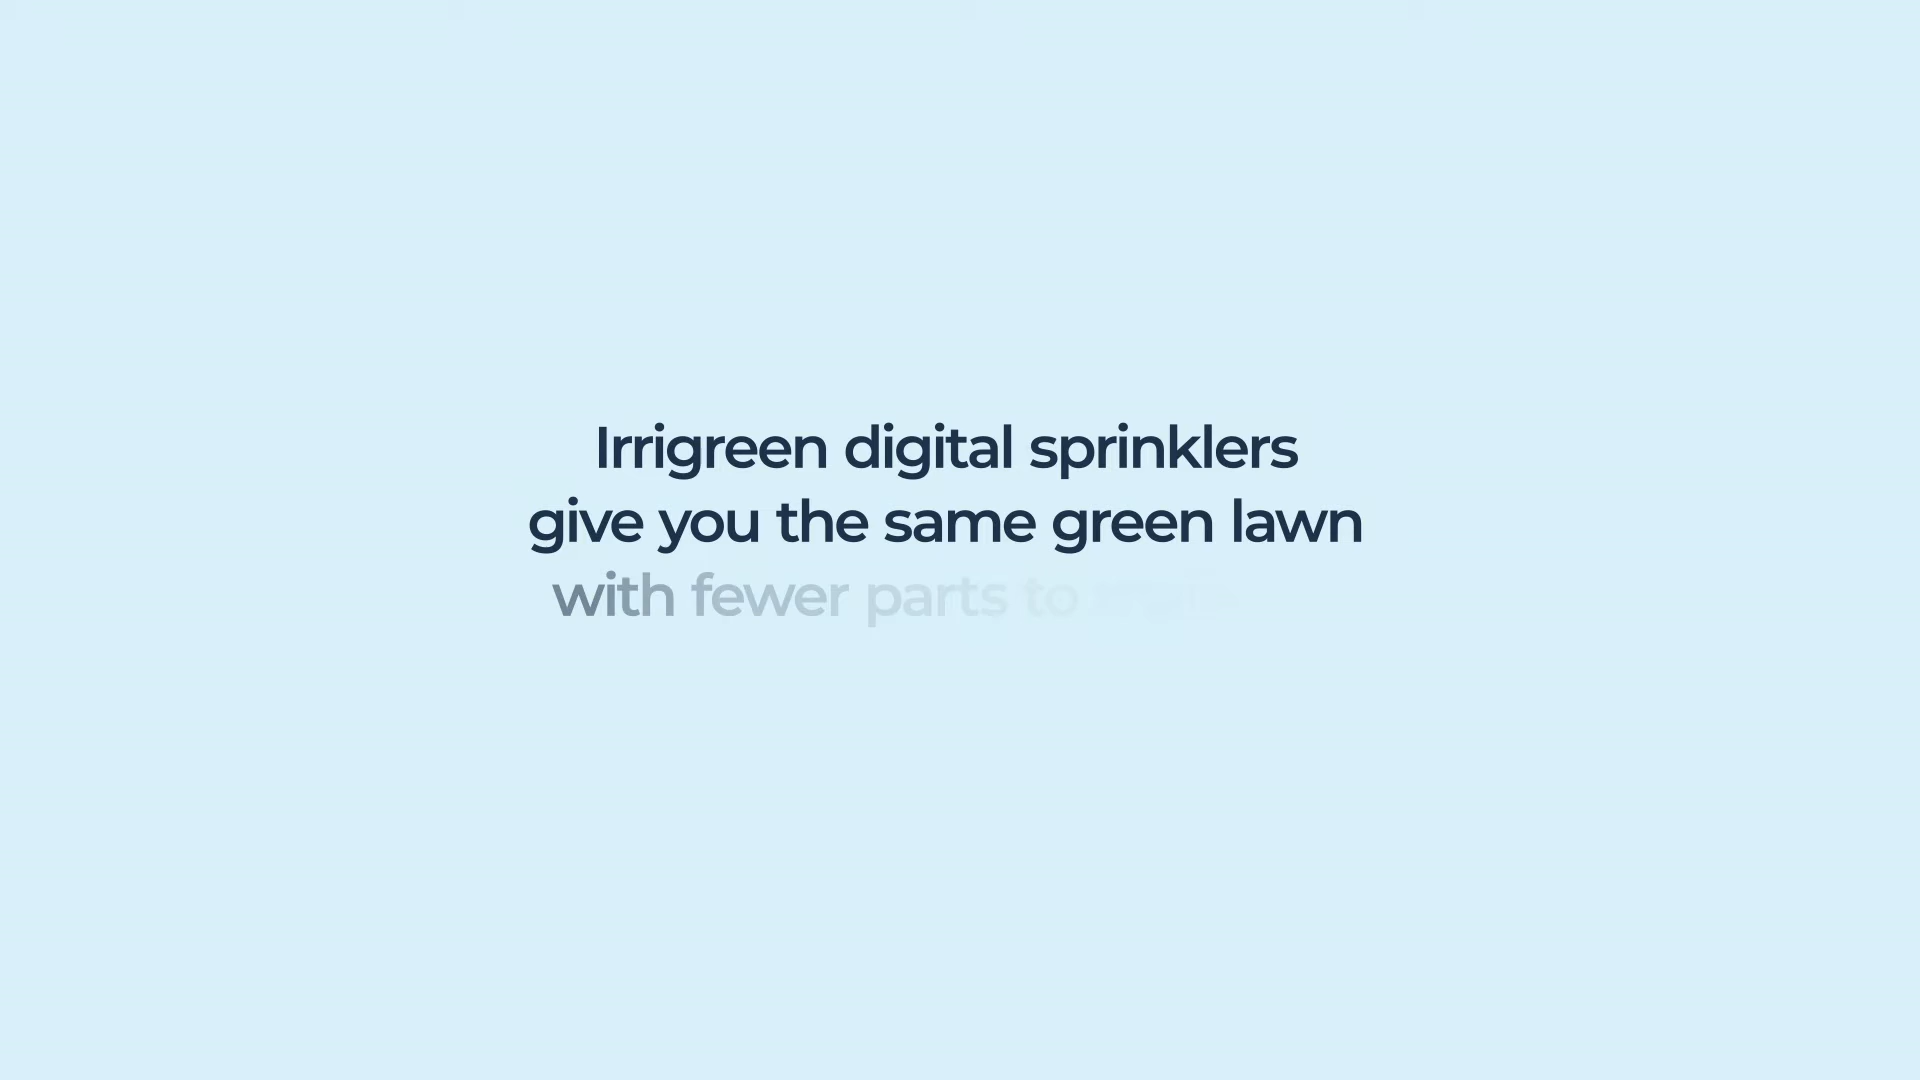 Irrigreen digital sprinklers
give you the same green lawn
with fewer parts to